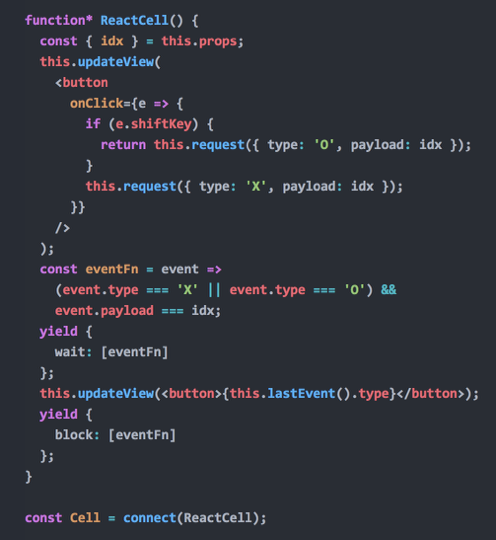 function* ReactCell() {
  const { idx } = this.props;
  this.updateView(
    <button
      onClick={e => {
        if (e.shiftKey) {
          return this.request({ type: 'O', payload: idx });
        }
        this.request({ type: 'X', payload: idx });
      }}
    />
  );
  const eventFn = event =>
    (event.type === 'X' || event.type === 'O') &&
    event.payload === idx;
  yield {
    wait: [eventFn]
  };
  this.updateView(<button>{this.lastEvent().type}</button>);
  yield {
    block: [eventFn]
  };
}

const Cell = connect(ReactCell);